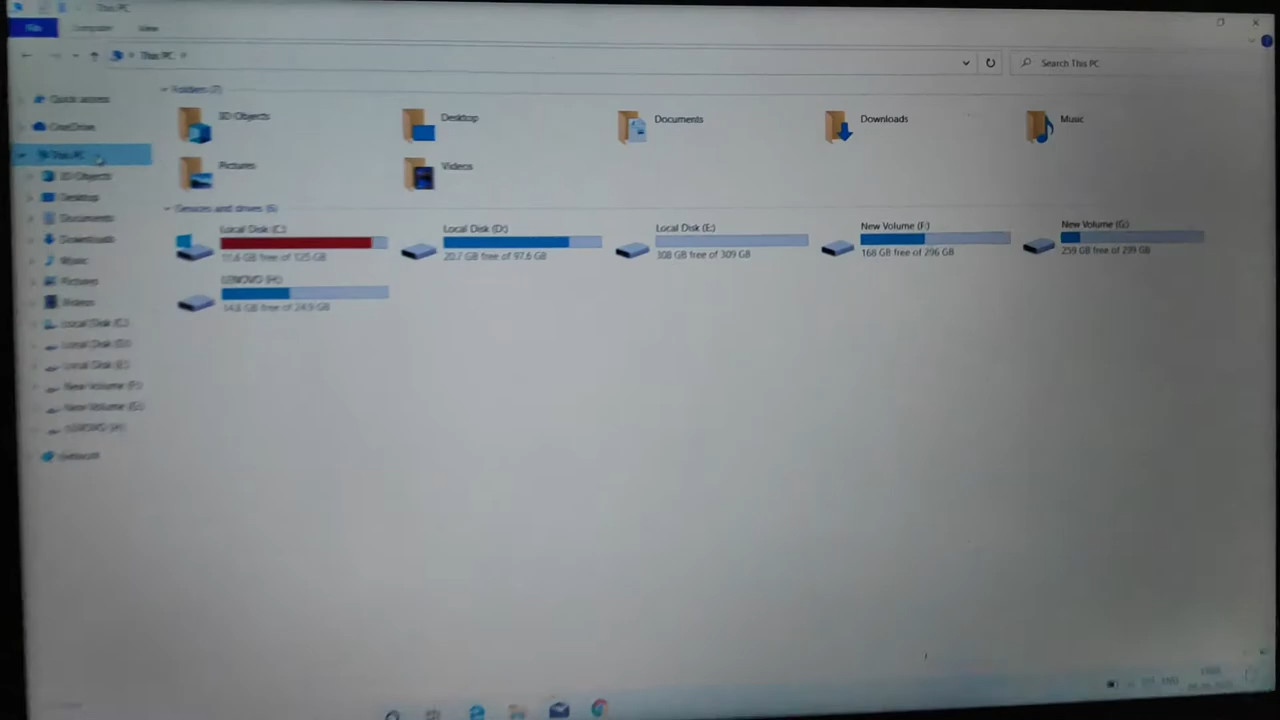 This PC
File Computer View
This PC
Search This PC
Quick access
OneDrive
This PC
3D Objects
Desktop
Documents
Downloads
Music
Pictures
Videos
Local Disk (C:)
Local Disk (D:)
Local Disk (E:)
New Volume (F:)
New Volume (G:)
LENOVO (H:)
Network
Folders (7)
3D Objects
Desktop
Documents
Downloads
Music
Pictures
Videos
Devices and drives (6)
Local Disk (C:)
11.6 GB free of 125 GB
Local Disk (D:)
20.7 GB free of 97.6 GB
Local Disk (E:)
308 GB free of 309 GB
New Volume (F:)
168 GB free of 296 GB
New Volume (G:)
259 GB free of 299 GB
LENOVO (H:)
14.8 GB free of 24.9 GB
ENG